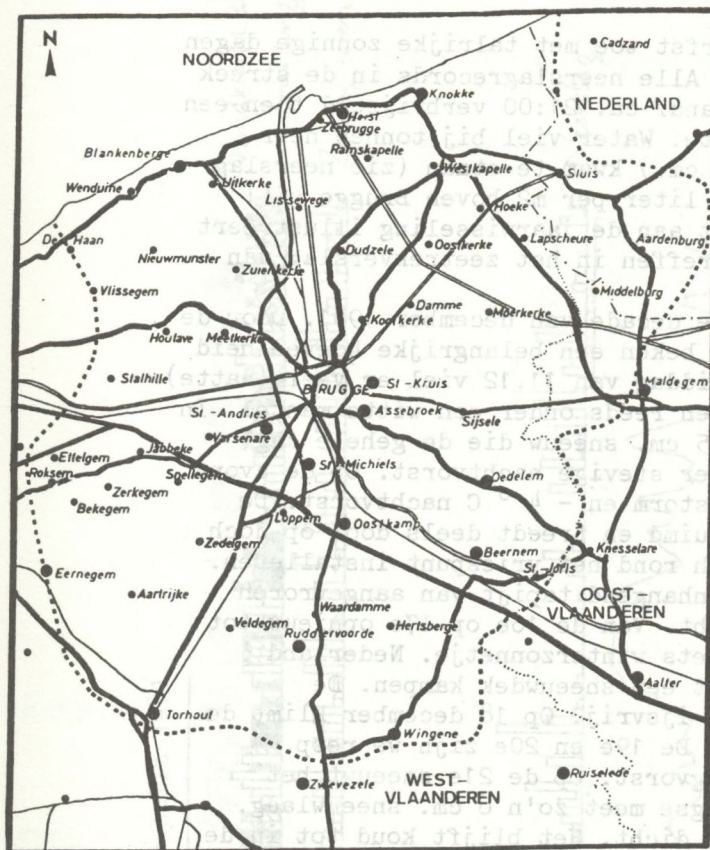 N
NOORDZEE
Cadzand
Knokke
NEDERLAND
Heist
Zeebrugge
Ramskapelle
Blankenberge
Westkapelle
Sluis
Uitkerke
Wenduine
Lissewege
Hoeke
De Haan
Dudzele
Oostkerke
Lapscheure
Aardenburg
Nieuwmunster
Zuienkerke
Vlissegem
Damme
Middelburg
Moerkerke
Koolkerke
Houtave
Meetkerke
Stalhille
BRUGGE
St-Kruis
Maldegem
St-Andries
Assebroek
Sijsele
Varsenare
Jabbeke
Ettelgem
Roksem
St-Michiels
Snellegem
Oedelem
Zerkegem
Bekegem
Loppem
Oostkamp
Zedelgem
Beernem
Knesselare
St-Joris
Eernegem
OOST
VLAANDEREN
Aartrijke
Waardamme
Veldegem
Hertsberge
Ruddervoorde
Aalter
Torhout
Wingene
Zwevezele
WEST
VLAANDEREN
Ruiselede